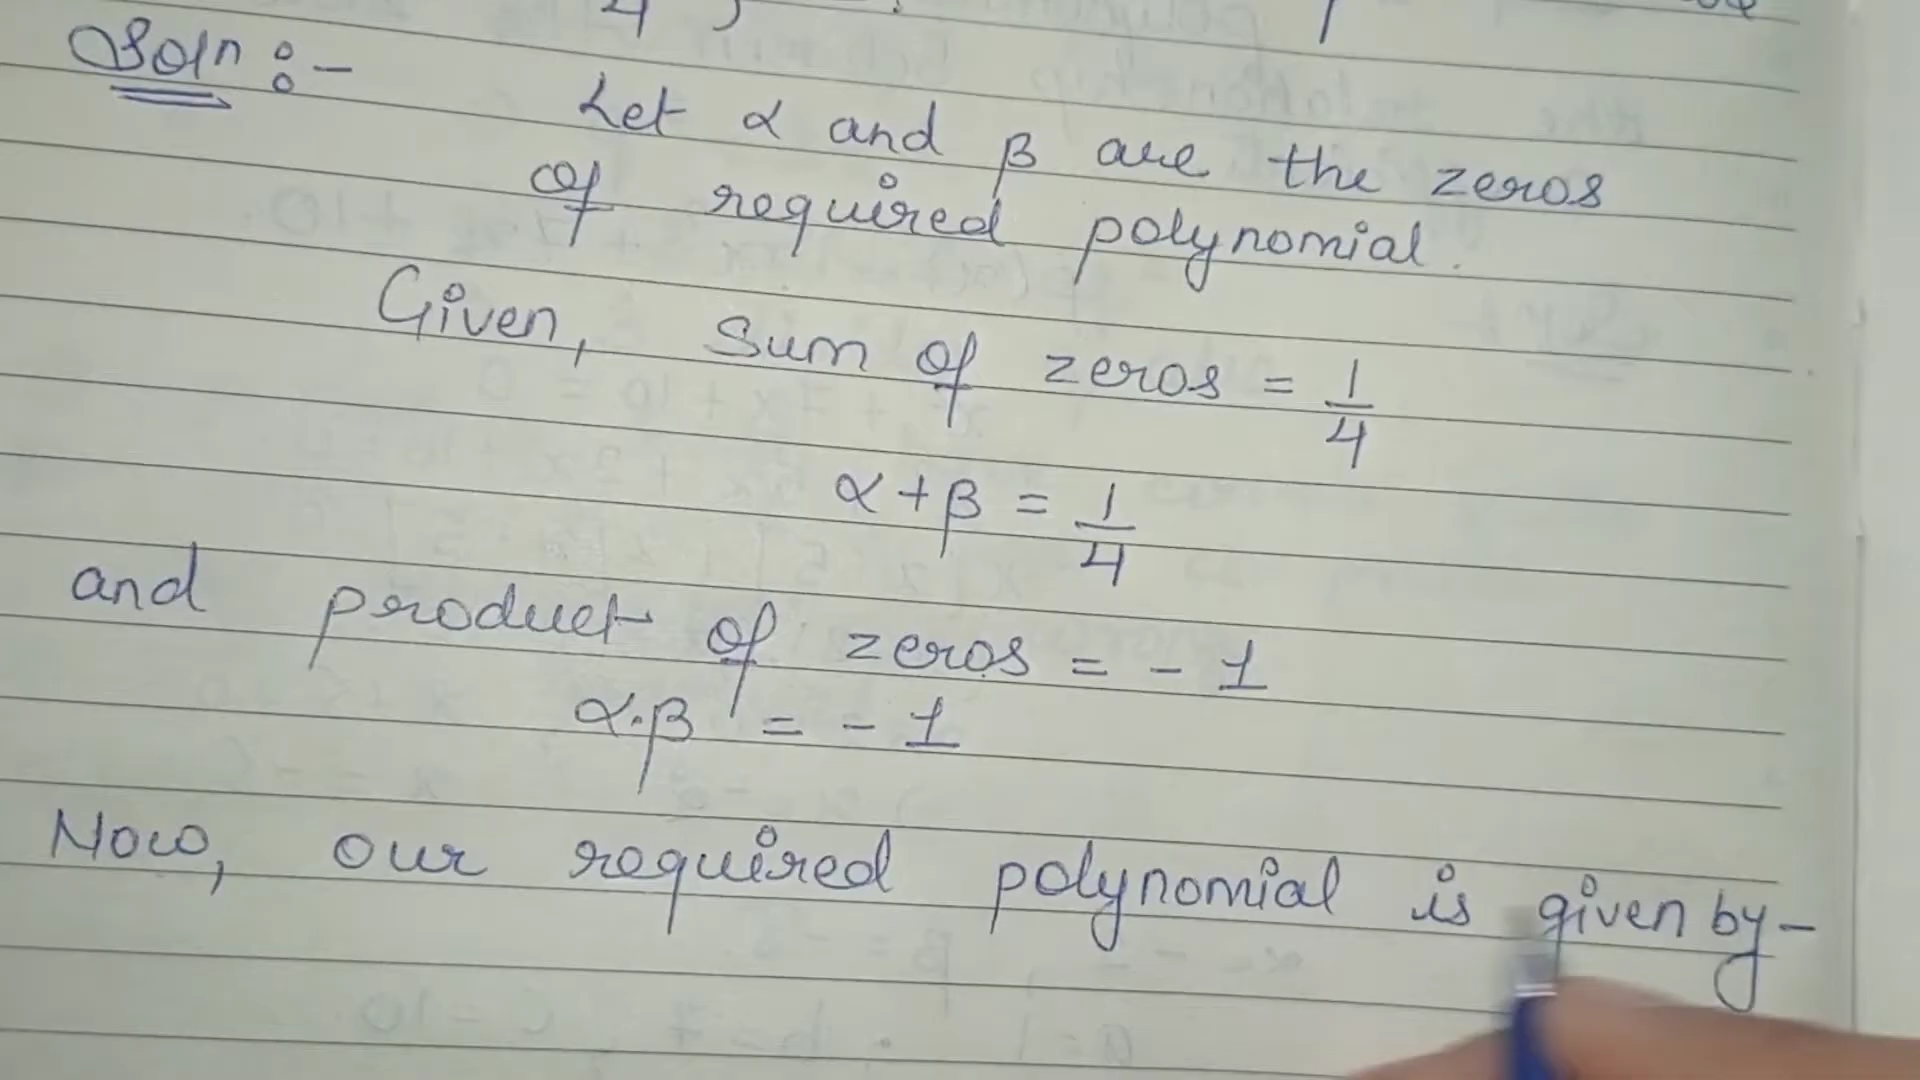 4
Soln :-
Let α and β are the zeros
of required polynomial.
Given, Sum of zeros = 1/4
α + β = 1/4
and product of zeros = - 1
α.β = - 1
Now, our required polynomial is given by -